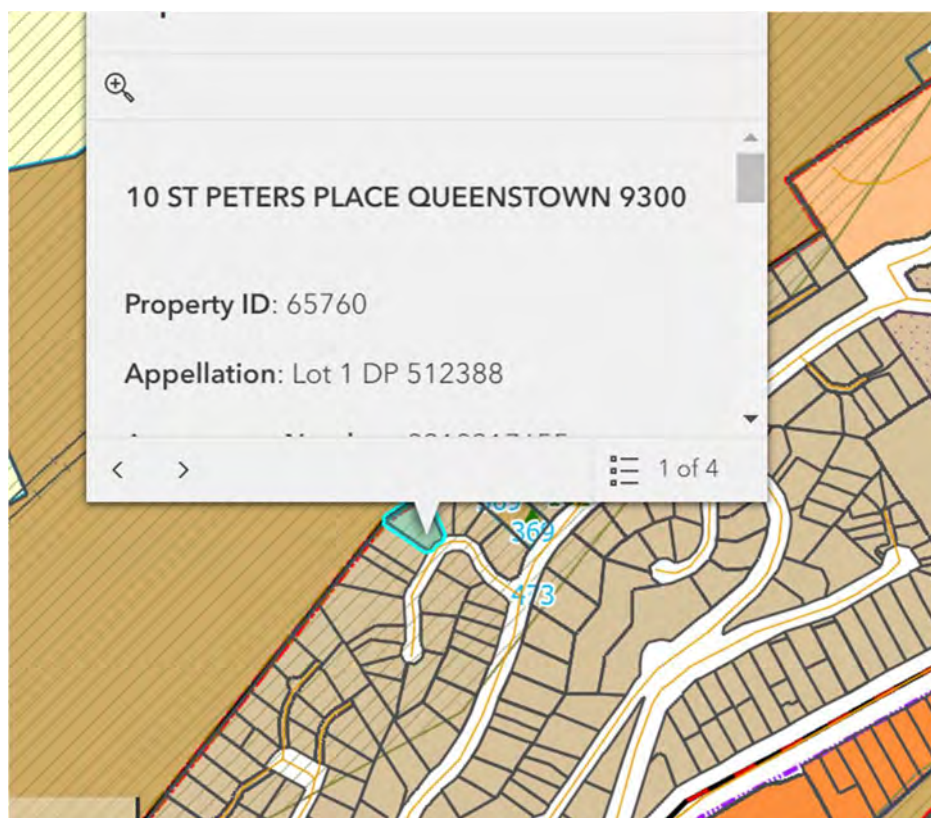 10 ST PETERS PLACE QUEENSTOWN 9300
Property ID: 65760
Appellation: Lot 1 DP 512388
1 of 4
369
473